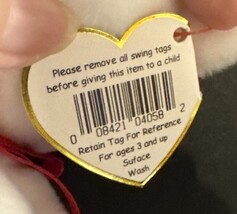 Please remove all swing tags
before giving this item to a child
0 08421 04058 2
Retain Tag For Reference
For ages 3 and up
Suface
Wash